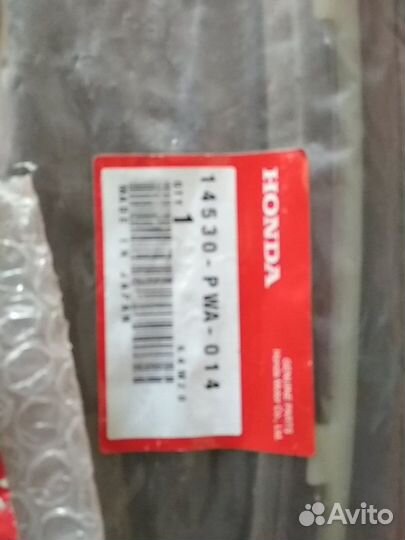 HONDA
GENUINE PARTS
Honda Motor Co., Ltd.
14530-PWA-014
QTY 1
MADE IN JAPAN
Avito